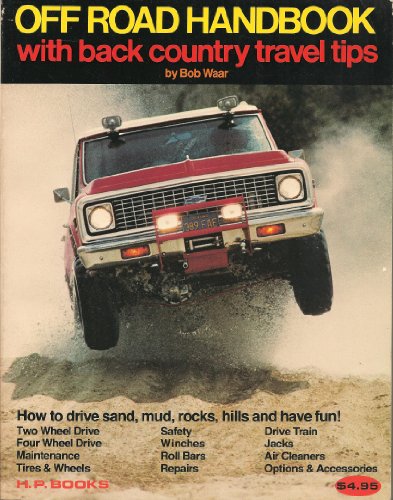 OFF ROAD HANDBOOK
with back country travel tips
by Bob Waar
How to drive sand, mud, rocks, hills and have fun!
Two Wheel Drive
Four Wheel Drive
Maintenance
Tires & Wheels
Safety
Winches
Roll Bars
Repairs
Drive Train
Jacks
Air Cleaners
Options & Accessories
H.P. BOOKS
$4.95